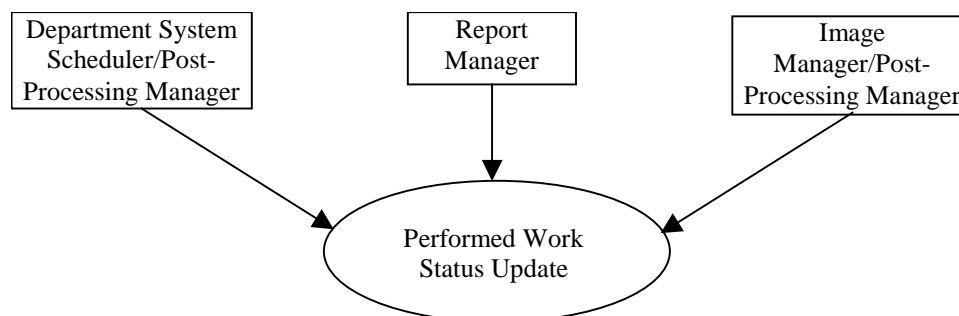 Department System
Scheduler/Post-
Processing Manager
Report
Manager
Image
Manager/Post-
Processing Manager
Performed Work
Status Update